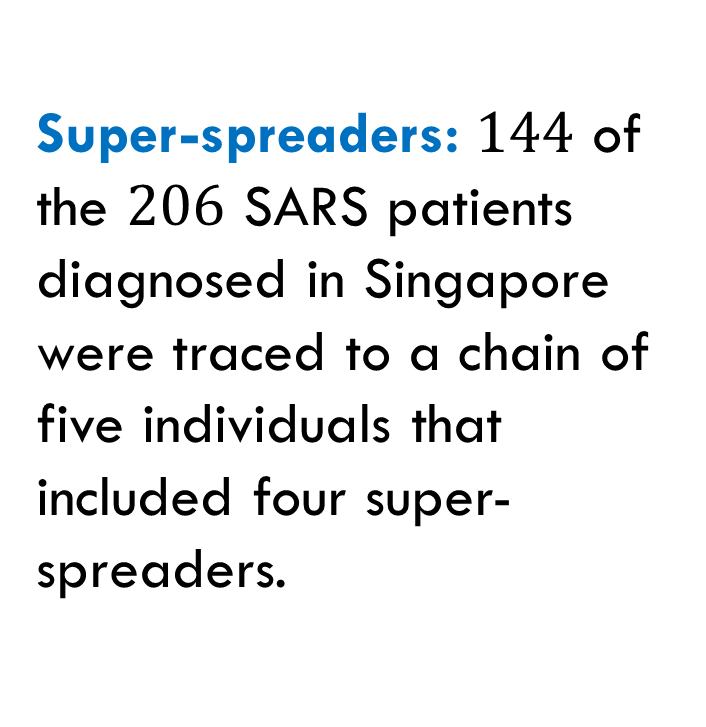 Super-spreaders: 144 of
the 206 SARS patients
diagnosed in Singapore
were traced to a chain of
five individuals that
included four super-
spreaders.